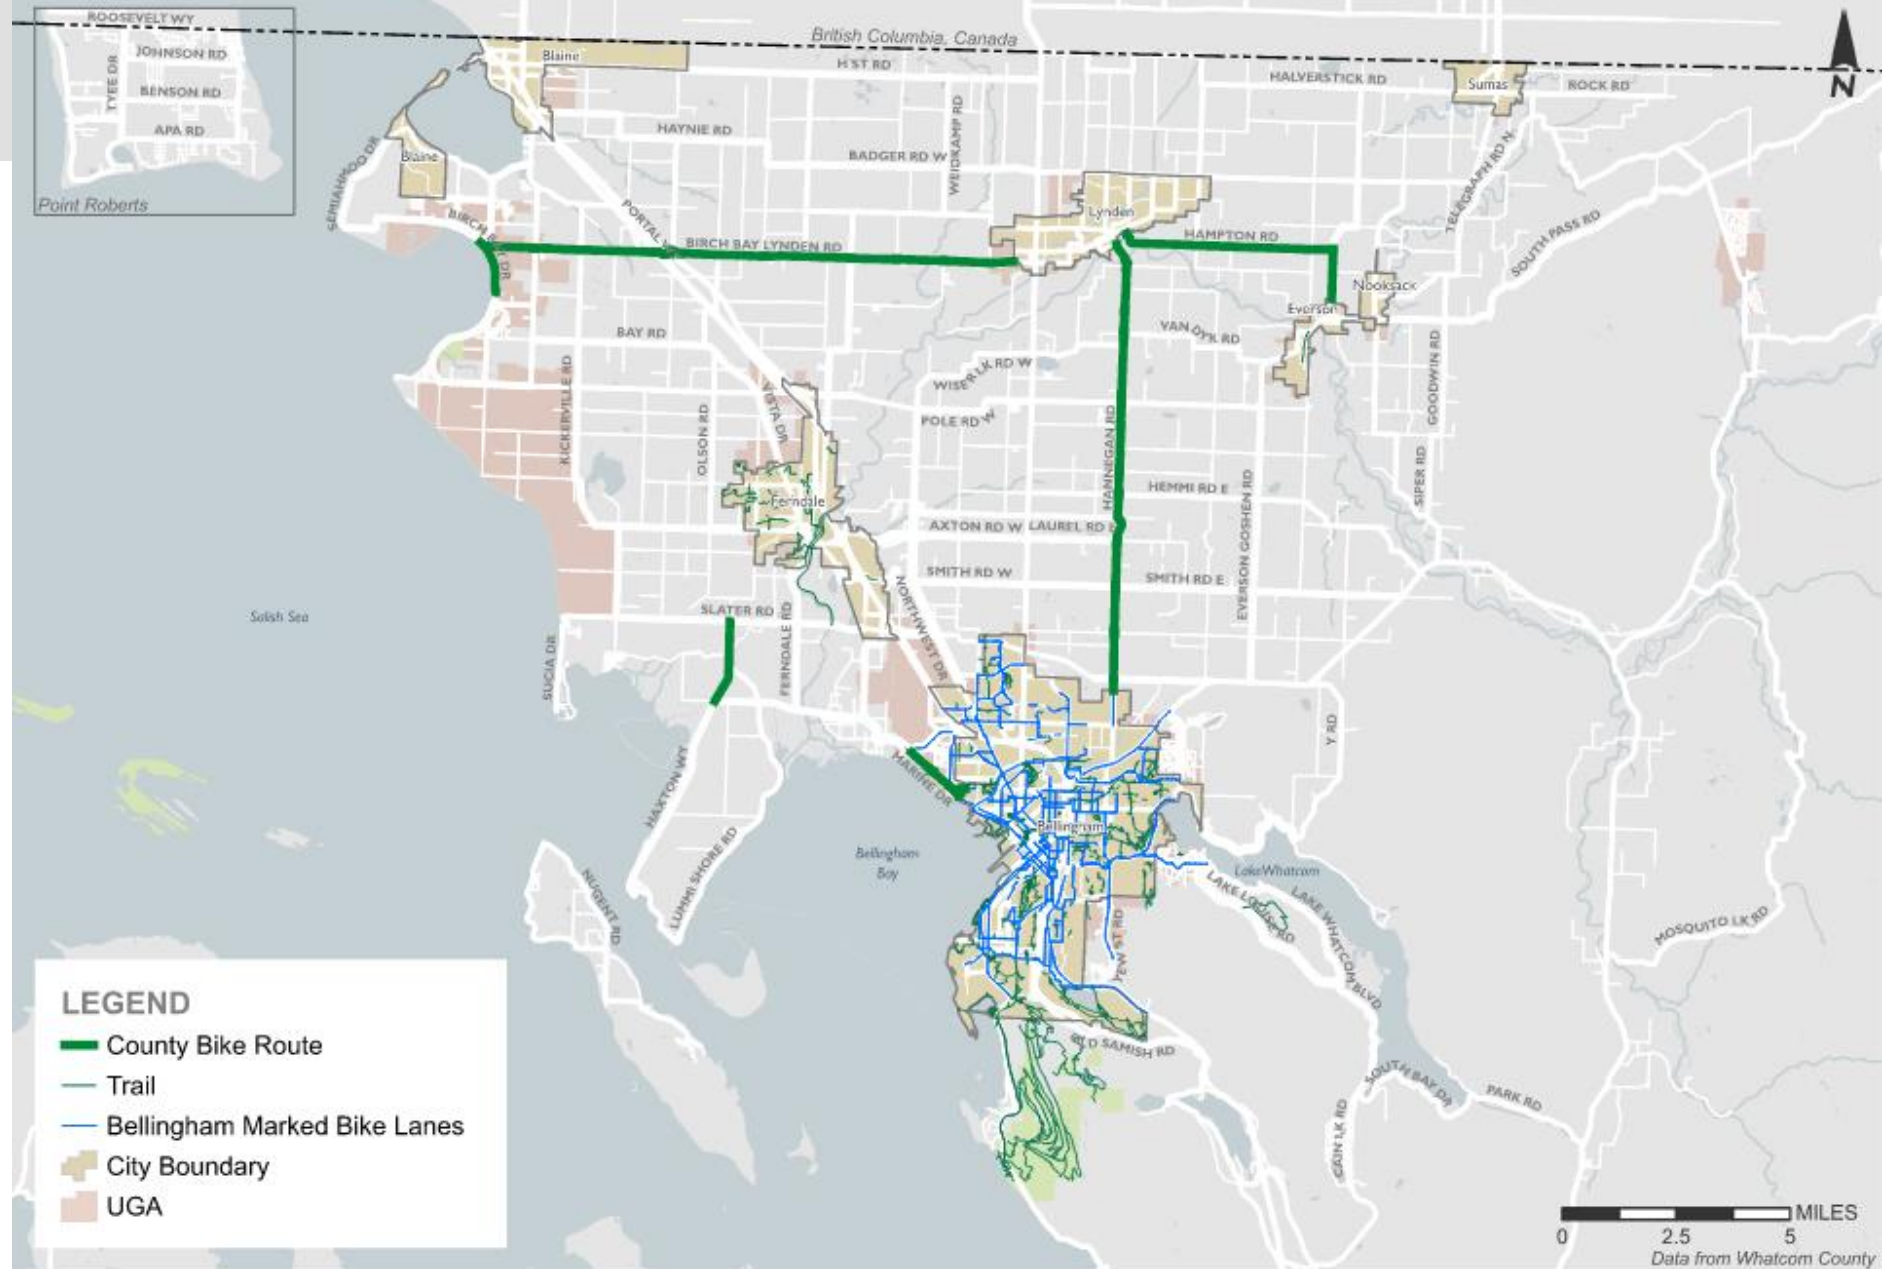 ROOSEVELT WY
JOHNSON RD
TYEE DR
BENSON RD
APA RD
Point Roberts
British Columbia, Canada
Blaine
H ST RD
HALVERSTICK RD
Sumas
ROCK RD
N
HAYNIE RD
BADGER RD W
WEIDKAMP RD
Blaine
SEMIAHMOO DR
TELEGRAPH RD N
BIRCH BAY DR
PORTAL WY
BIRCH BAY LYNDEN RD
Lynden
HAMPTON RD
SOUTH PASS RD
Nooksack
Everson
BAY RD
VAN DYK RD
WISER LK RD W
GOODWIN RD
KICKERVILLE RD
VISTA DR
OLSON RD
POLE RD W
HANNEGAN RD
SIPER RD
HEMMI RD E
EVERSON GOSHEN RD
Ferndale
AXTON RD W
LAUREL RD E
SMITH RD W
SMITH RD E
SLATER RD
FERNDALE RD
NORTHWEST DR
Salish Sea
SUCIA DR
Y RD
HAXTON WY
MARINE DR
LUMMI SHORE RD
Bellingham
Bellingham
Bay
NUGENT RD
Lake Whatcom
LAKE LOUISE RD
LAKE WHATCOM BLVD
YEW ST RD
MOSQUITO LK RD
OLD SAMISH RD
SOUTH BAY DR
PARK RD
CAIN LK RD
LEGEND
County Bike Route
Trail
Bellingham Marked Bike Lanes
City Boundary
UGA
MILES
0 2.5 5
Data from Whatcom County